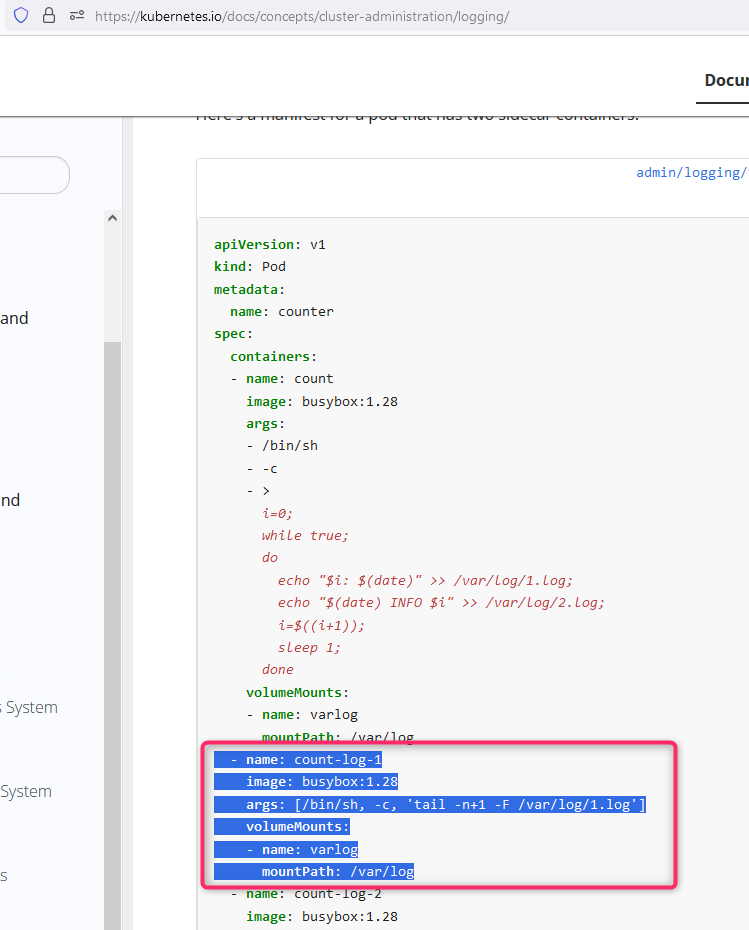 https://kubernetes.io/docs/concepts/cluster-administration/logging/
Docu
Here's a manifest for a pod that has two sidecar containers:
admin/logging/
apiVersion: v1
kind: Pod
metadata:
and
name: counter
spec:
containers:
- name: count
image: busybox:1.28
args:
- /bin/sh
- -c
- >
nd
i=0;
while true;
do
echo "$i: $(date)" >> /var/log/1.log;
echo "$(date) INFO $i" >> /var/log/2.log;
i=$((i+1));
sleep 1;
done
volumeMounts:
s System
- name: varlog
mountPath: /var/log
- name: count-log-1
image: busybox:1.28
System
args: [/bin/sh, -c, 'tail -n+1 -F /var/log/1.log']
volumeMounts:
- name: varlog
mountPath: /var/log
s
- name: count-log-2
image: busybox:1.28